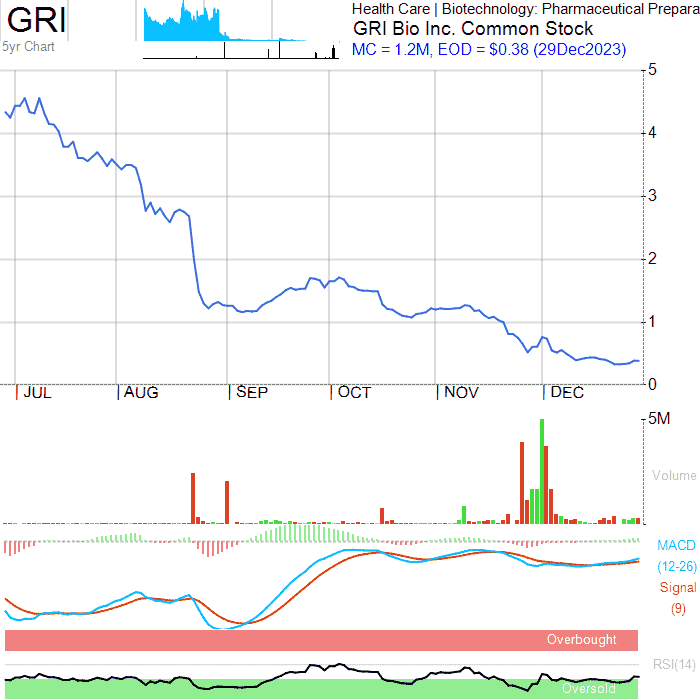 GRI
5yr Chart
Health Care | Biotechnology: Pharmaceutical Prepara
GRI Bio Inc. Common Stock
MC = 1.2M, EOD = $0.38 (29Dec2023)
5
4
3
2
1
0
JUL AUG SEP OCT NOV DEC
5M
Volume
MACD
(12-26)
Signal
(9)
Overbought
RSI(14)
Oversold